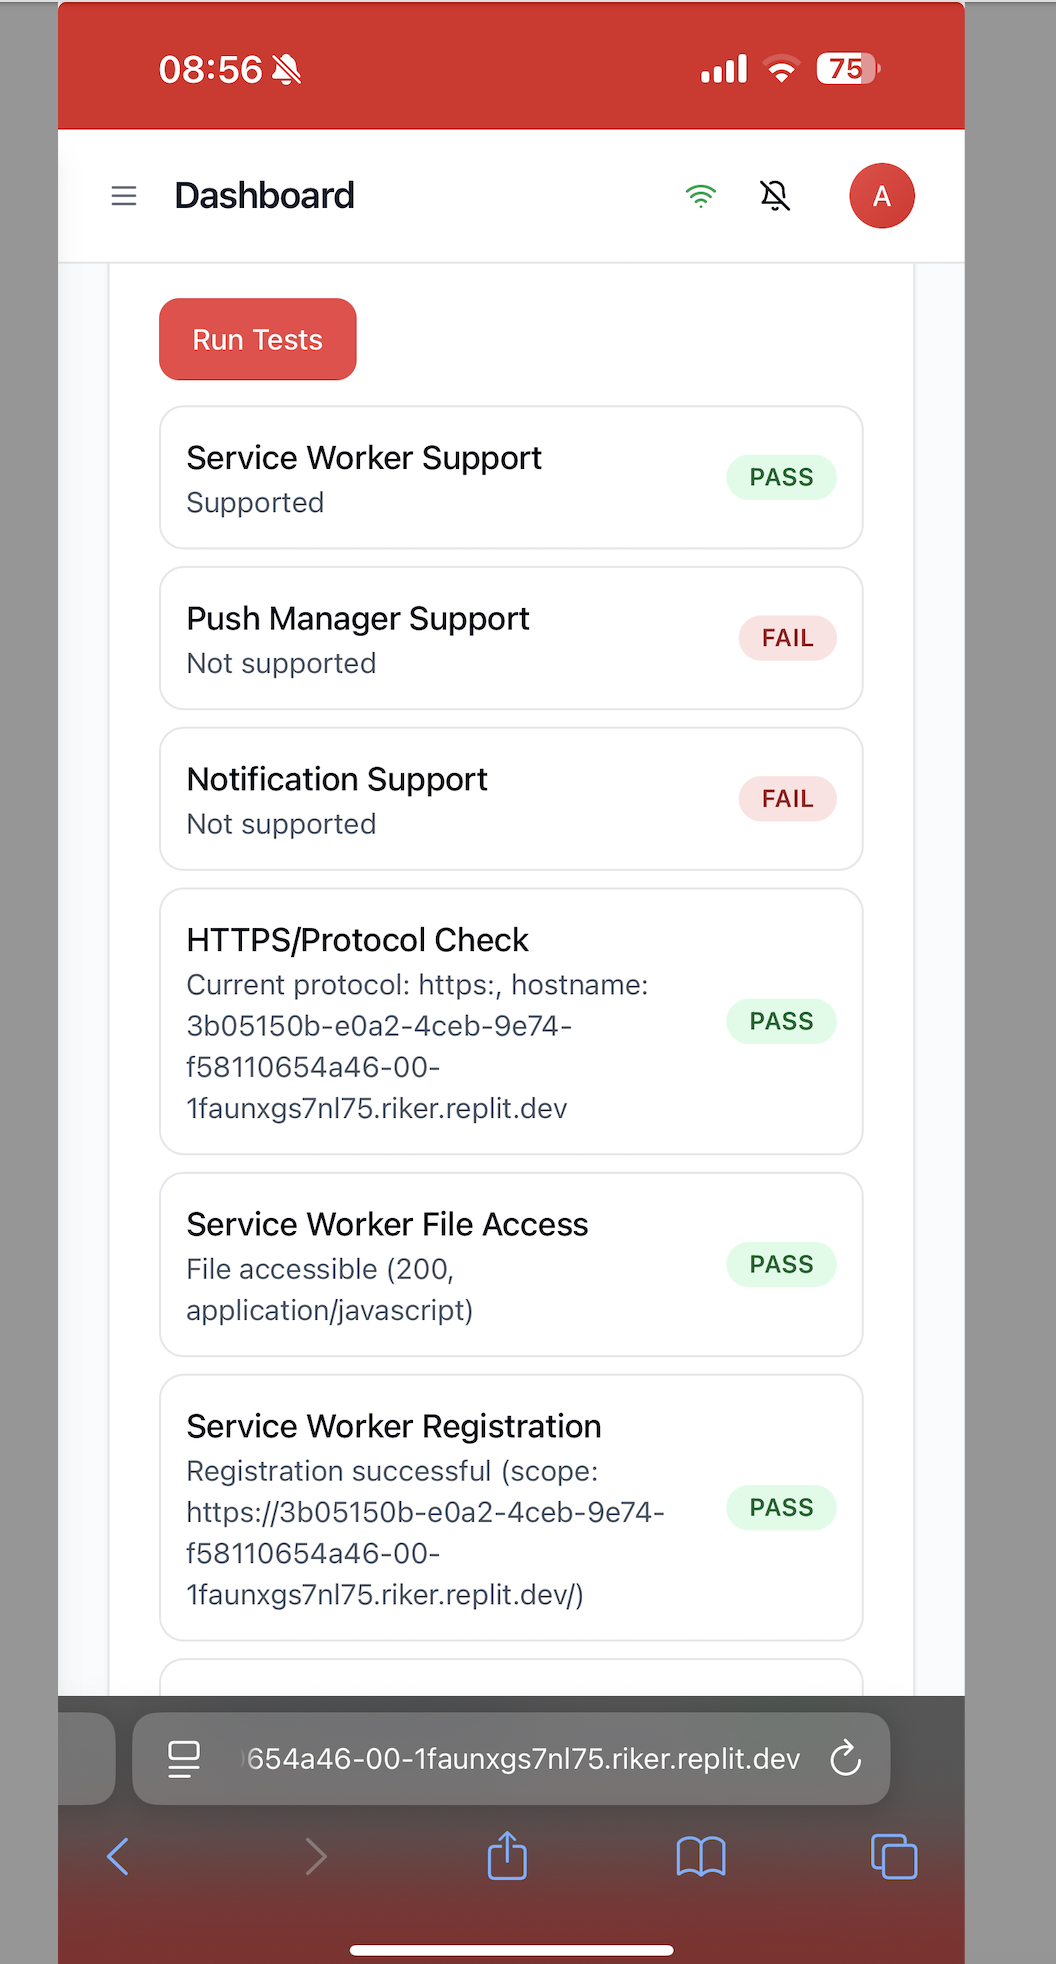 08:56
75
Dashboard
A
Run Tests
Service Worker Support
Supported
PASS
Push Manager Support
Not supported
FAIL
Notification Support
Not supported
FAIL
HTTPS/Protocol Check
Current protocol: https:, hostname:
3b05150b-e0a2-4ceb-9e74-
f58110654a46-00-
1faunxgs7nl75.riker.replit.dev
PASS
Service Worker File Access
File accessible (200,
application/javascript)
PASS
Service Worker Registration
Registration successful (scope:
https://3b05150b-e0a2-4ceb-9e74-
f58110654a46-00-
1faunxgs7nl75.riker.replit.dev/)
PASS
654a46-00-1faunxgs7nl75.riker.replit.dev